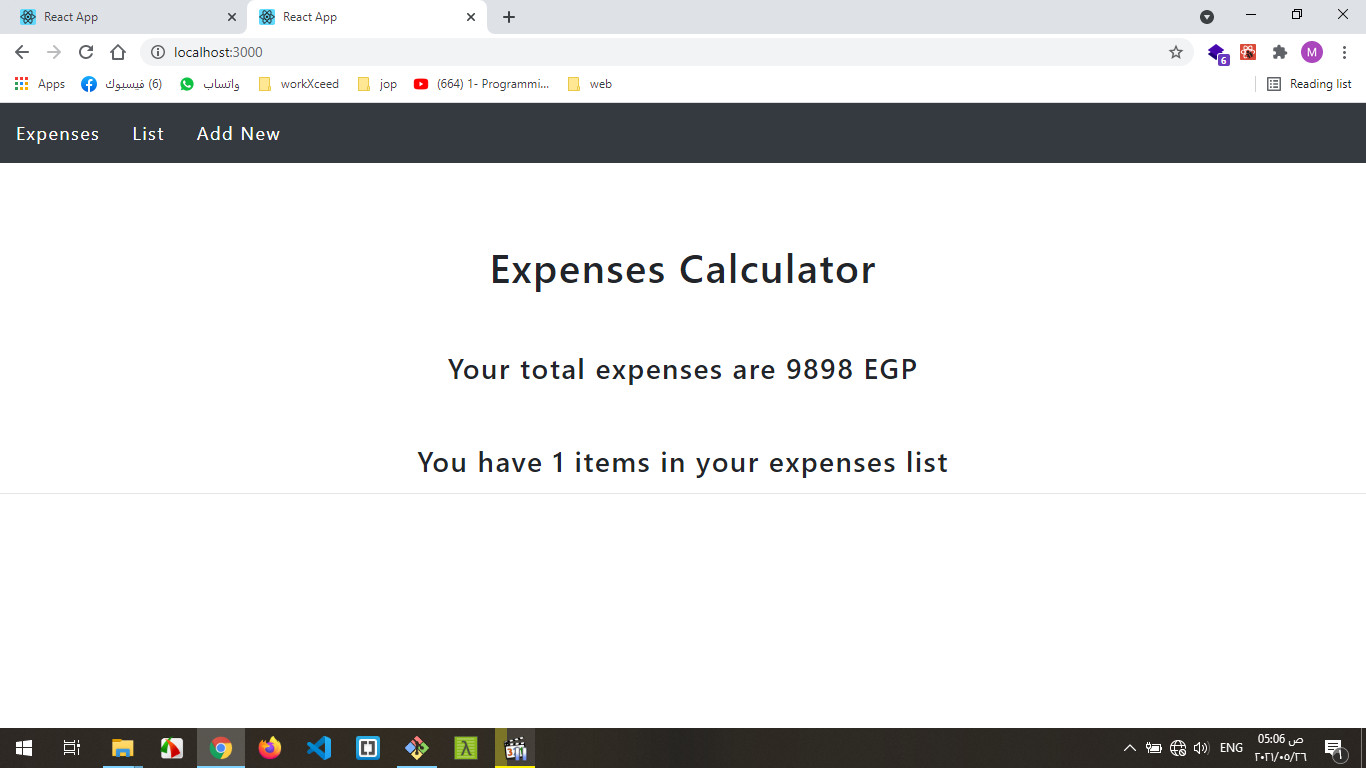 React App
React App
localhost:3000
M
6
Apps
(6) فيسبوك
واتساب
workXceed
jop
(664) 1- Programmi...
web
Reading list
Expenses List Add New
Expenses Calculator
Your total expenses are 9898 EGP
You have 1 items in your expenses list
ENG
05:06 ص
٢٠٢١/٠٥/٢٦
١